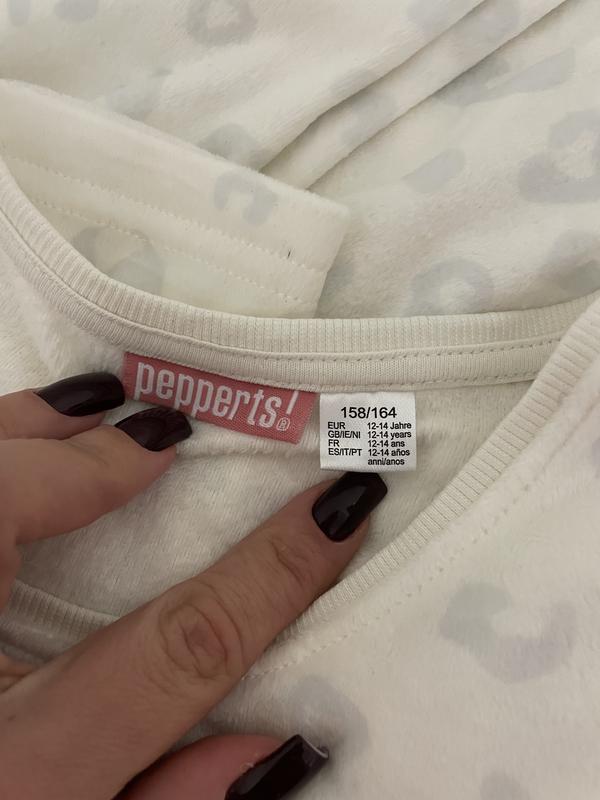 pepperts!®
158/164
EUR 12-14 Jahre
GB/IE/NI 12-14 years
FR 12-14 ans
ES/IT/PT 12-14 años
anni/anos